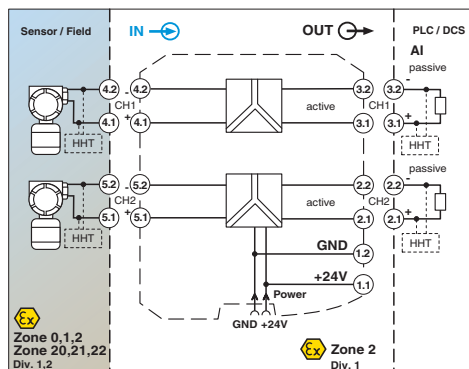 Sensor / Field
IN
OUT
PLC / DCS
AI
passive
4.2
4.2
3.2
3.2
-
-
-
CH1
CH1
4.1
+
4.1
active
3.1
3.1
+
HHT
HHT
passive
5.2
5.2
2.2
2.2
-
-
-
CH2
CH2
5.1
+
5.1
active
2.1
2.1
+
HHT
HHT
GND
1.2
+24V
1.1
Power
GND +24V
Ex
Zone 0,1,2
Zone 20,21,22
Div. 1,2
Ex
Zone 2
Div. 1